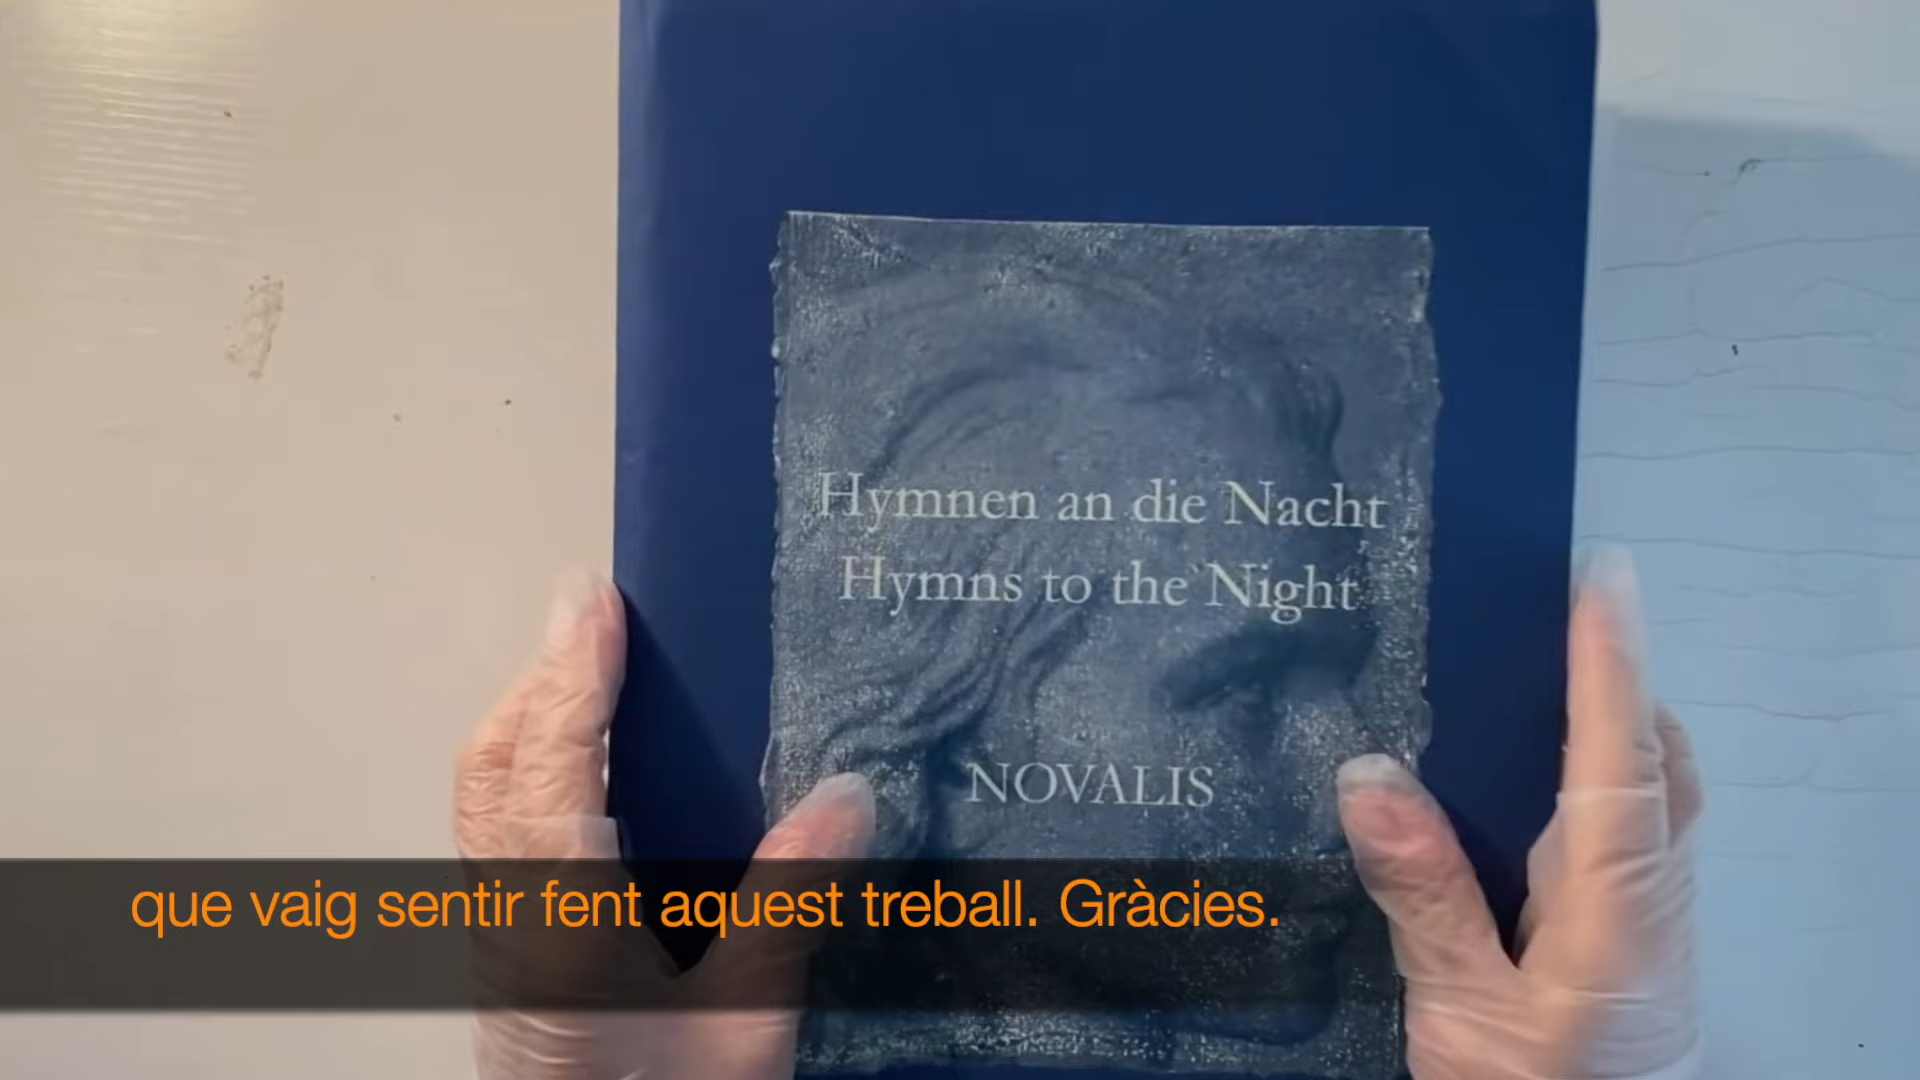 Hymnen an die Nacht
Hymns to the Night
NOVALIS
que vaig sentir fent aquest treball. Gràcies.